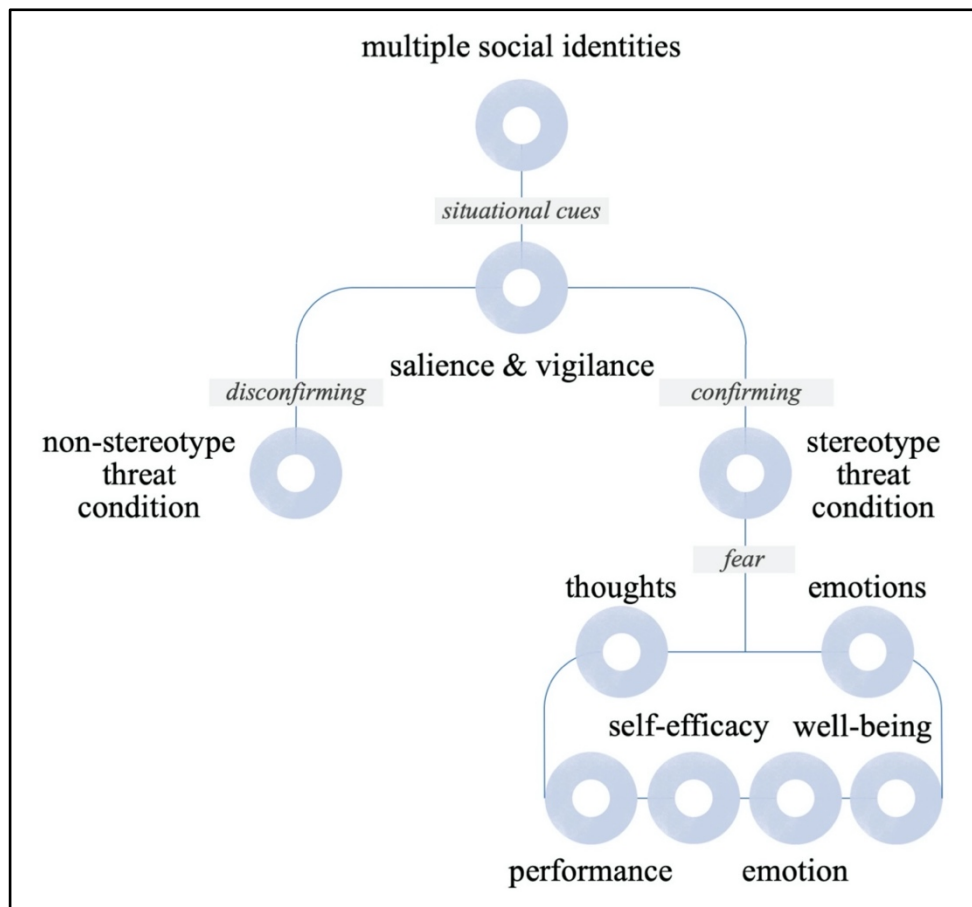 multiple social identities
situational cues
salience & vigilance
disconfirming
confirming
non-stereotype
threat
condition
stereotype
threat
condition
fear
thoughts
emotions
self-efficacy
well-being
performance
emotion